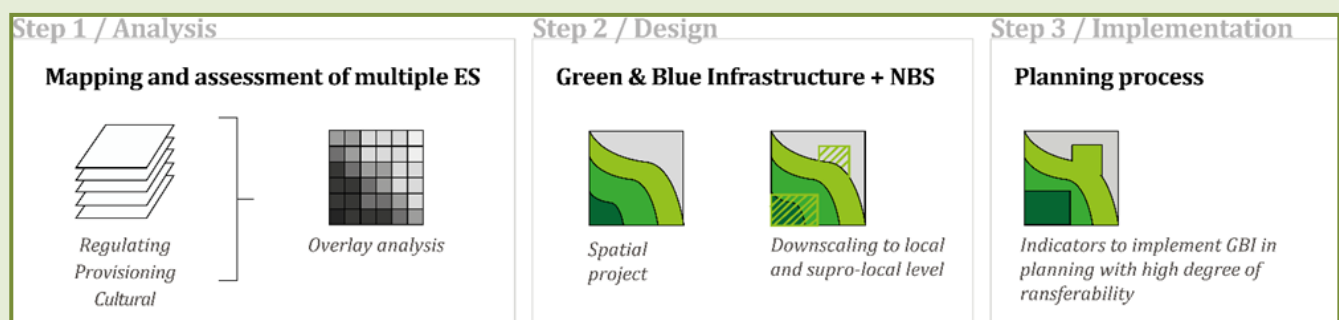 Step 1 / Analysis
Mapping and assessment of multiple ES
Regulating
Provisioning
Cultural
Overlay analysis
Step 2 / Design
Green & Blue Infrastructure + NBS
Spatial
project
Downscaling to local
and supro-local level
Step 3 / Implementation
Planning process
Indicators to implement GBI in
planning with high degree of
ransferability